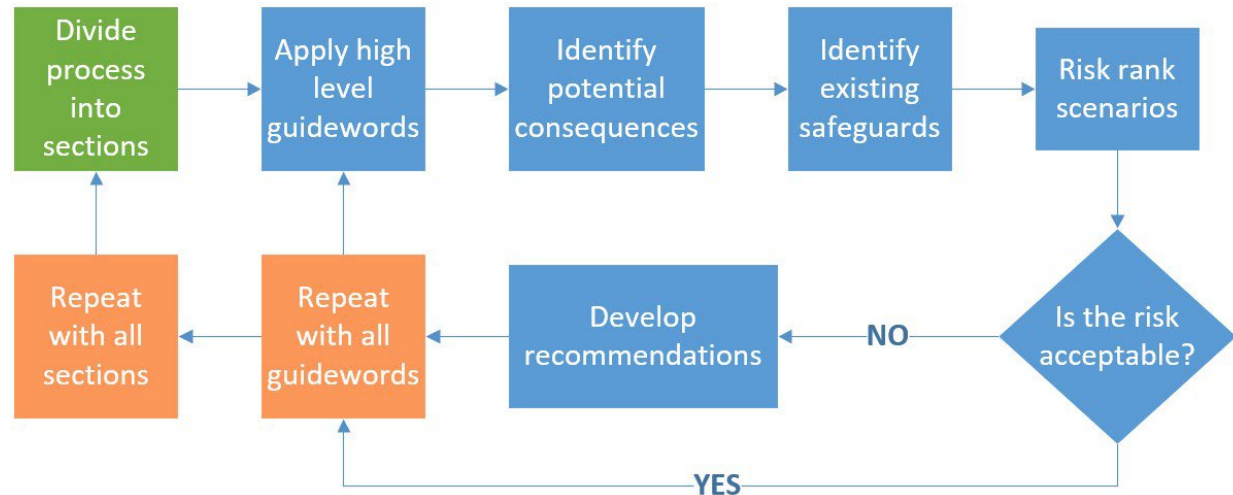 Divide
process
into
sections
Apply high
level
guidewords
Identify
potential
consequences
Identify
existing
safeguards
Risk rank
scenarios
Repeat
with all
sections
Repeat
with all
guidewords
Develop
recommendations
NO
Is the risk
acceptable?
YES